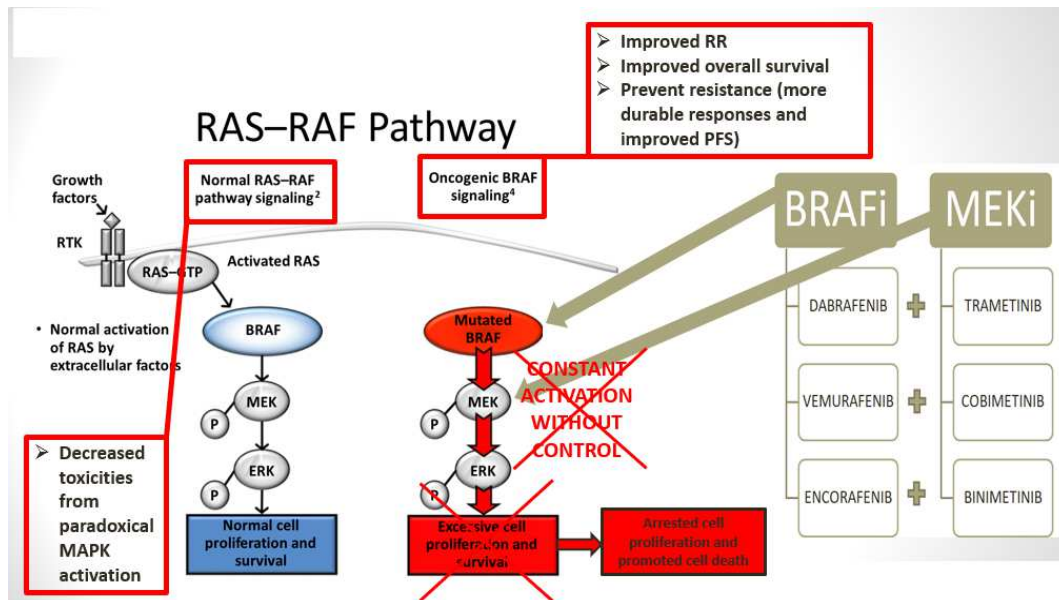 ➢ Improved RR
➢ Improved overall survival
➢ Prevent resistance (more
durable responses and
improved PFS)
RAS–RAF Pathway
Growth
factors
RTK
Normal RAS–RAF
pathway signaling²
Oncogenic BRAF
signaling⁴
BRAFi
MEKi
RAS–GTP
Activated RAS
• Normal activation
of RAS by
extracellular factors
BRAF
MEK
P
ERK
P
Normal cell
proliferation and
survival
Mutated
BRAF
CONSTANT
ACTIVATION
WITHOUT
CONTROL
MEK
P
ERK
P
Excessive cell
proliferation and
survival
Arrested cell
proliferation and
promoted cell death
➢ Decreased
toxicities
from
paradoxical
MAPK
activation
DABRAFENIB
TRAMETINIB
VEMURAFENIB
COBIMETINIB
ENCORAFENIB
BINIMETINIB